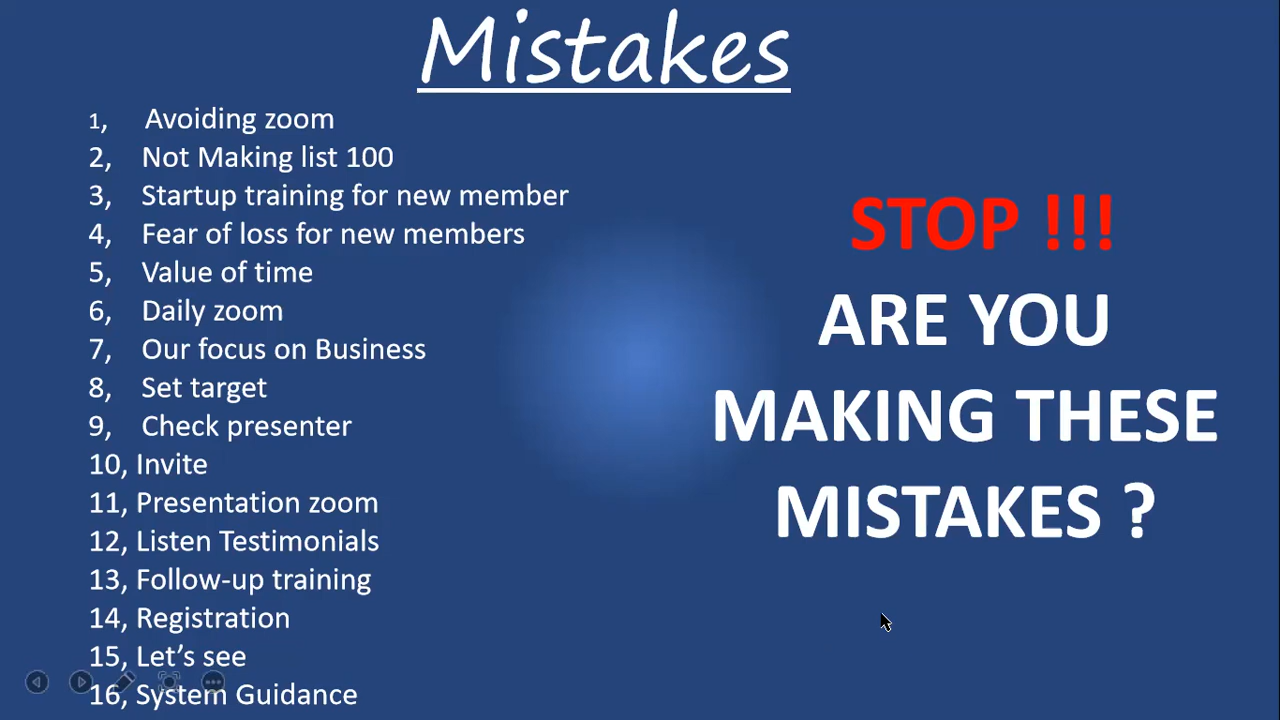 Mistakes
1, Avoiding zoom
2, Not Making list 100
3, Startup training for new member
4, Fear of loss for new members
5, Value of time
6, Daily zoom
7, Our focus on Business
8, Set target
9, Check presenter
10, Invite
11, Presentation zoom
12, Listen Testimonials
13, Follow-up training
14, Registration
15, Let’s see
16, System Guidance
STOP !!!
ARE YOU
MAKING THESE
MISTAKES ?